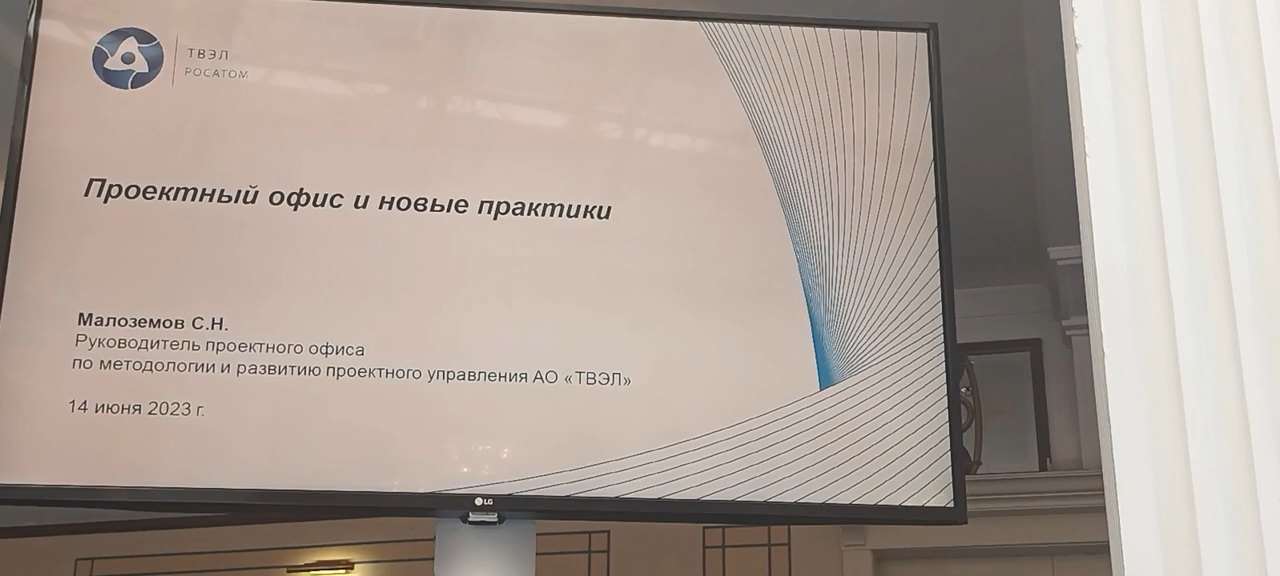 ТВЭЛ
РОСАТОМ
Проектный офис и новые практики
Малоземов С.Н.
Руководитель проектного офиса
по методологии и развитию проектного управления АО «ТВЭЛ»
14 июня 2023 г.
LG